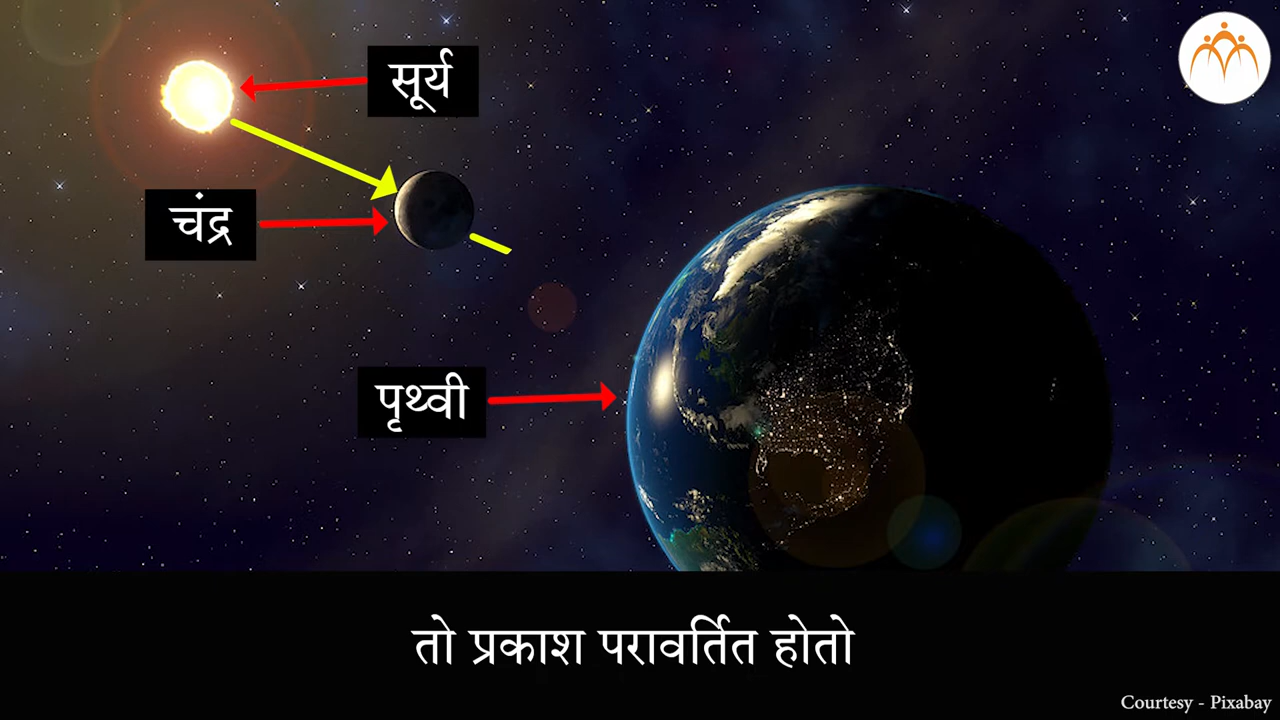 सूर्य
चंद्र
पृथ्वी
तो प्रकाश परावर्तित होतो
Courtesy - Pixabay